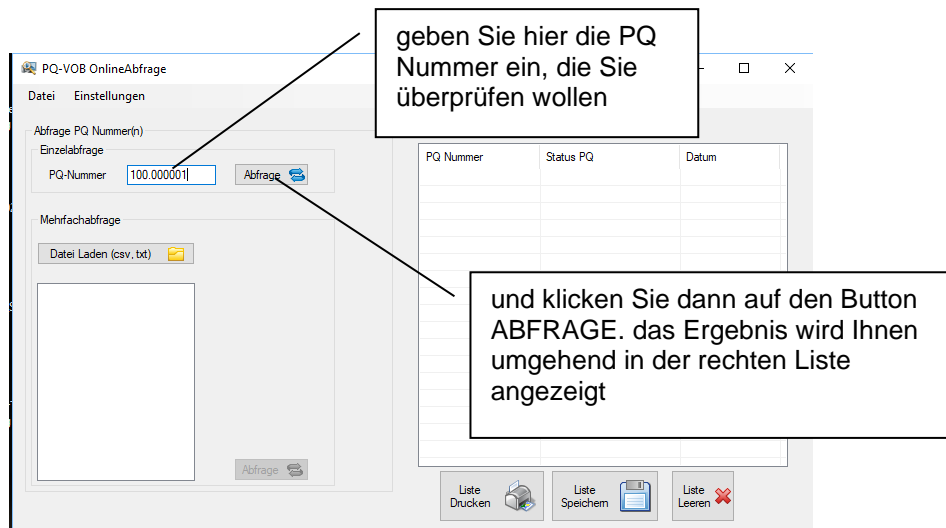 geben Sie hier die PQ
Nummer ein, die Sie
überprüfen wollen
PQ-VOB OnlineAbfrage
Datei Einstellungen
Abfrage PQ Nummer(n)
Einzelabfrage
PQ-Nummer 100.000001 Abfrage
PQ Nummer Status PQ Datum
Mehrfachabfrage
Datei Laden (csv, txt)
und klicken Sie dann auf den Button
ABFRAGE. das Ergebnis wird Ihnen
umgehend in der rechten Liste
angezeigt
Abfrage
Liste
Drucken
Liste
Speichern
Liste
Leeren